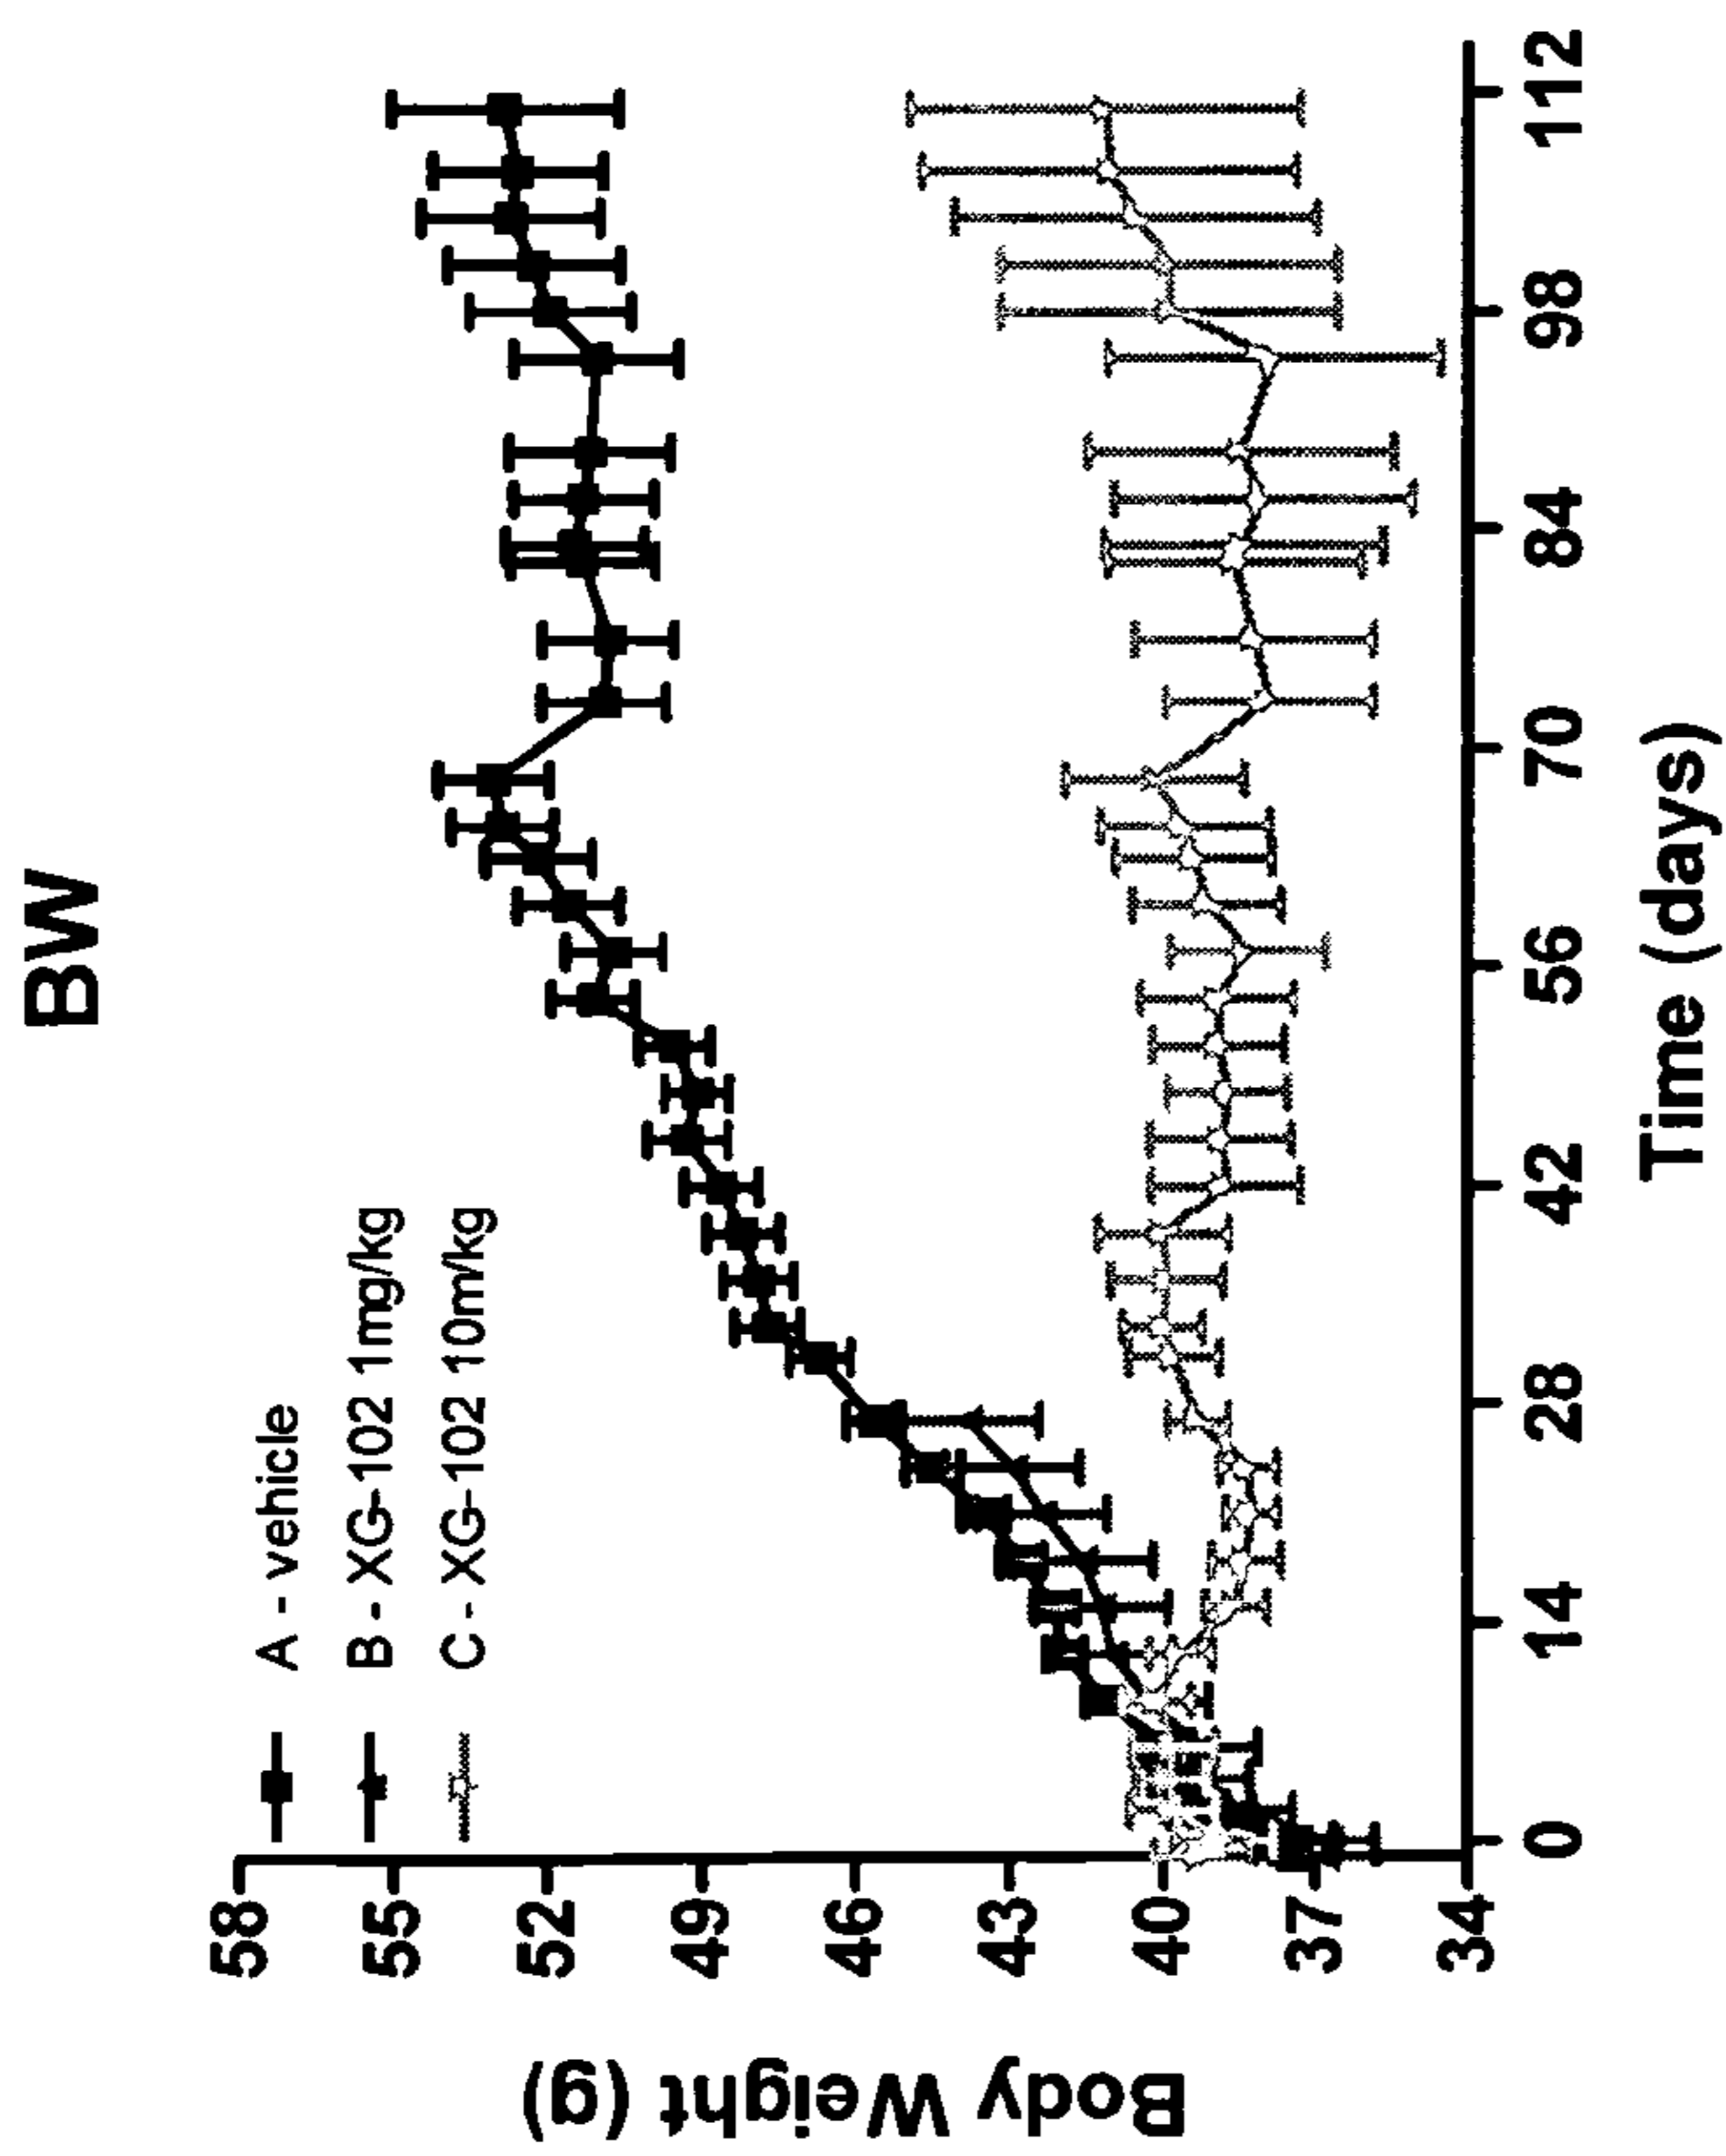 BW
A - vehicle
B - XG-102 1mg/kg
C - XG-102 10m/kg
Body Weight (g)
58
55
52
49
46
43
40
37
34
0 14 28 42 56 70 84 98 112
Time (days)